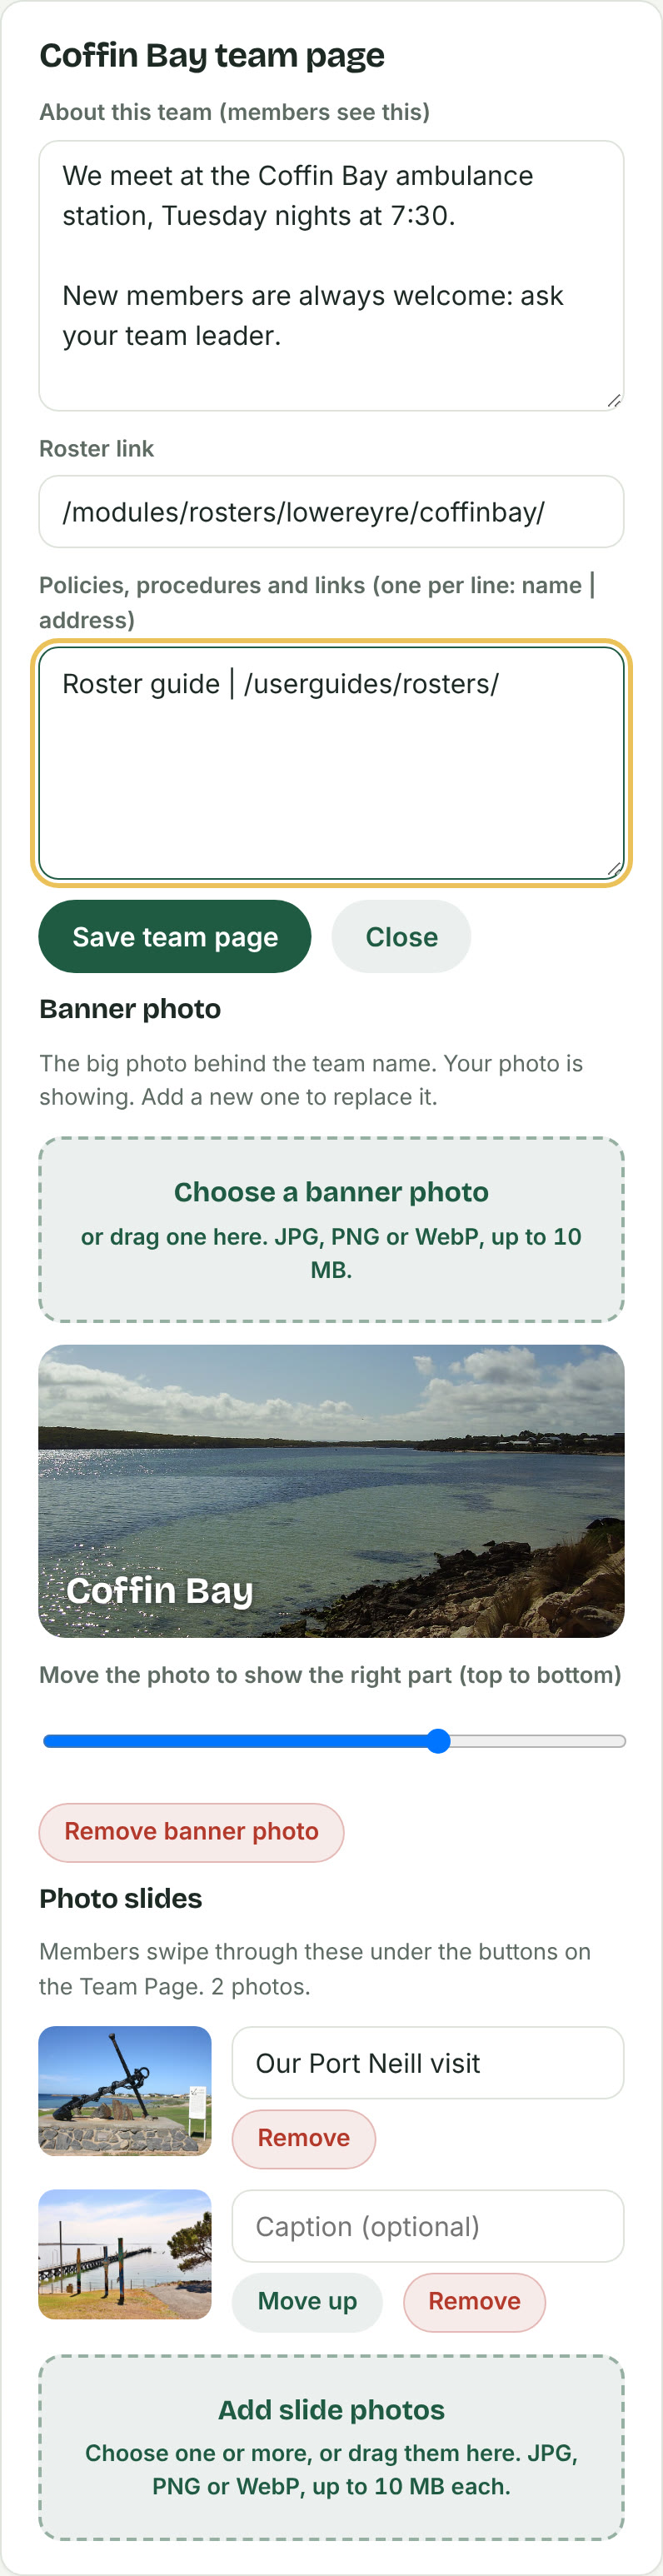 Coffin Bay team page
About this team (members see this)
We meet at the Coffin Bay ambulance
station, Tuesday nights at 7:30.
New members are always welcome: ask
your team leader.
Roster link
/modules/rosters/lowereyre/coffinbay/
Policies, procedures and links (one per line: name |
address)
Roster guide | /userguides/rosters/
Save team page
Close
Banner photo
The big photo behind the team name. Your photo is
showing. Add a new one to replace it.
Choose a banner photo
or drag one here. JPG, PNG or WebP, up to 10
MB.
Coffin Bay
Move the photo to show the right part (top to bottom)
Remove banner photo
Photo slides
Members swipe through these under the buttons on
the Team Page. 2 photos.
Our Port Neill visit
Remove
Caption (optional)
Move up
Remove
Add slide photos
Choose one or more, or drag them here. JPG,
PNG or WebP, up to 10 MB each.